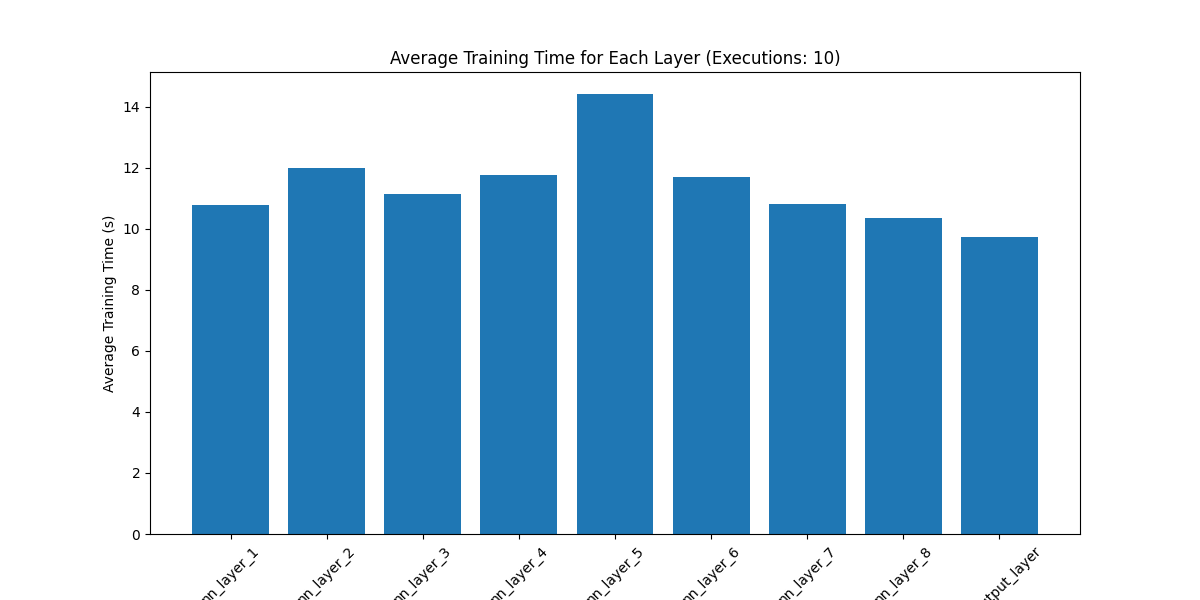 Average Training Time for Each Layer (Executions: 10)
Average Training Time (s)
14
12
10
8
6
4
2
0
nn_layer_1
nn_layer_2
nn_layer_3
nn_layer_4
nn_layer_5
nn_layer_6
nn_layer_7
nn_layer_8
tput_layer